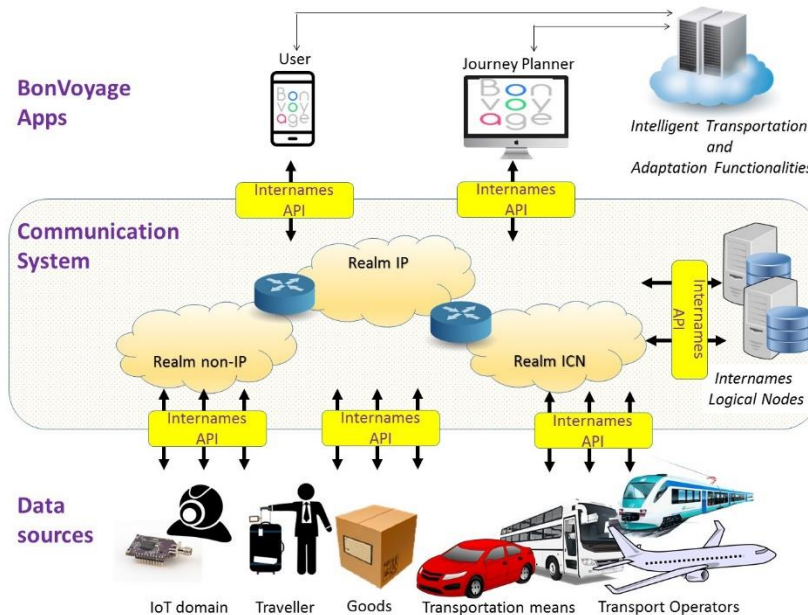 User
Journey Planner
BonVoyage
Apps
Bon
voy
age
Bon
voy
age
Intelligent Transportation
and
Adaptation Functionalities
Internames
API
Internames
API
Communication
System
Realm IP
Realm non-IP
Realm ICN
Internames
API
Internames
Logical Nodes
Internames
API
Internames
API
Internames
API
Data
sources
IoT domain
Traveller
Goods
Transportation means
Transport Operators